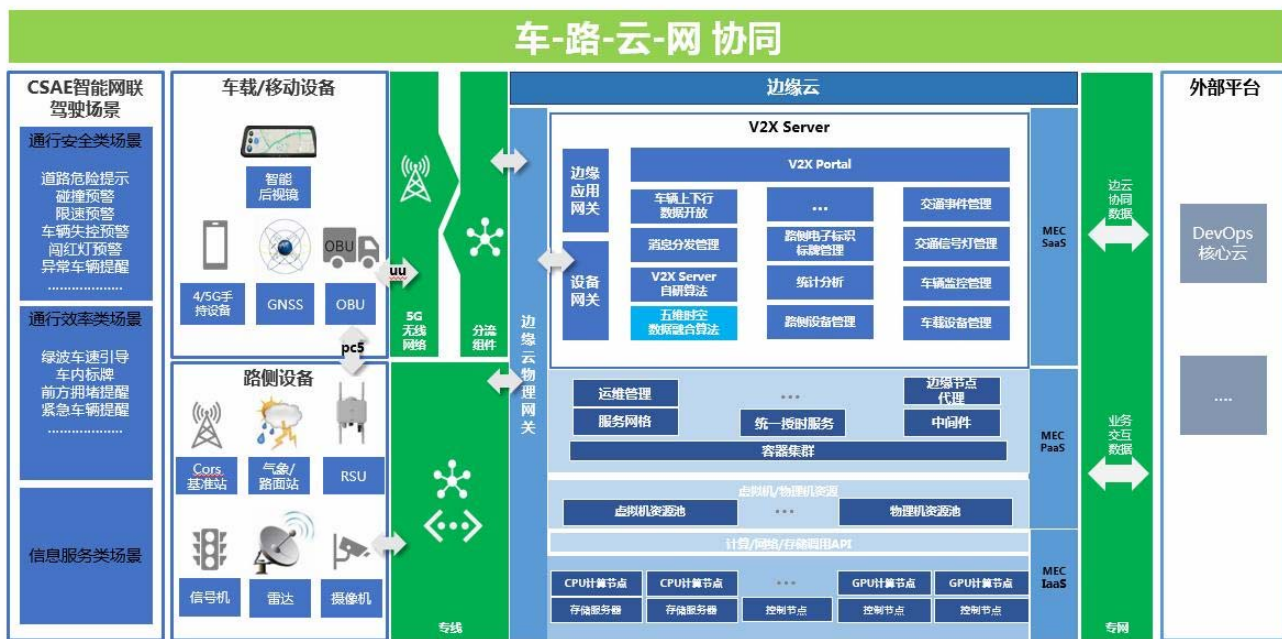 车-路-云-网 协同
CSAE智能网联
驾驶场景
通行安全类场景
道路危险提示
碰撞预警
限速预警
车辆失控预警
闯红灯预警
异常车辆提醒
...................
通行效率类场景
绿波车速引导
车内标牌
前方拥堵提醒
紧急车辆提醒
...................
信息服务类场景
车载/移动设备
智能
后视镜
OBU
4/5G手
持设备
GNSS
OBU
uu
pc5
路侧设备
Cors
基准站
气象/
路面站
RSU
信号机
雷达
摄像机
5G
无线
网络
分流
组件
专线
边缘云
边缘云物理网关
V2X Server
边缘
应用
网关
设备
网关
V2X Portal
车辆上下行
数据开放
...
交通事件管理
消息分发管理
路侧电子标识
标牌管理
交通信号灯管理
V2X Server
自研算法
统计分析
车辆监控管理
五维时空
数据融合算法
路侧设备管理
车载设备管理
MEC
SaaS
运维管理
...
边缘节点
代理
服务网格
统一授时服务
中间件
容器集群
MEC
PaaS
虚拟机/物理机资源
虚拟机资源池
...
物理机资源池
计算/网络/存储调用API
CPU计算节点
CPU计算节点
...
GPU计算节点
GPU计算节点
存储服务器
存储服务器
控制节点
控制节点
控制节点
MEC
IaaS
边云
协同
数据
业务
交互
数据
专网
外部平台
DevOps
核心云
....